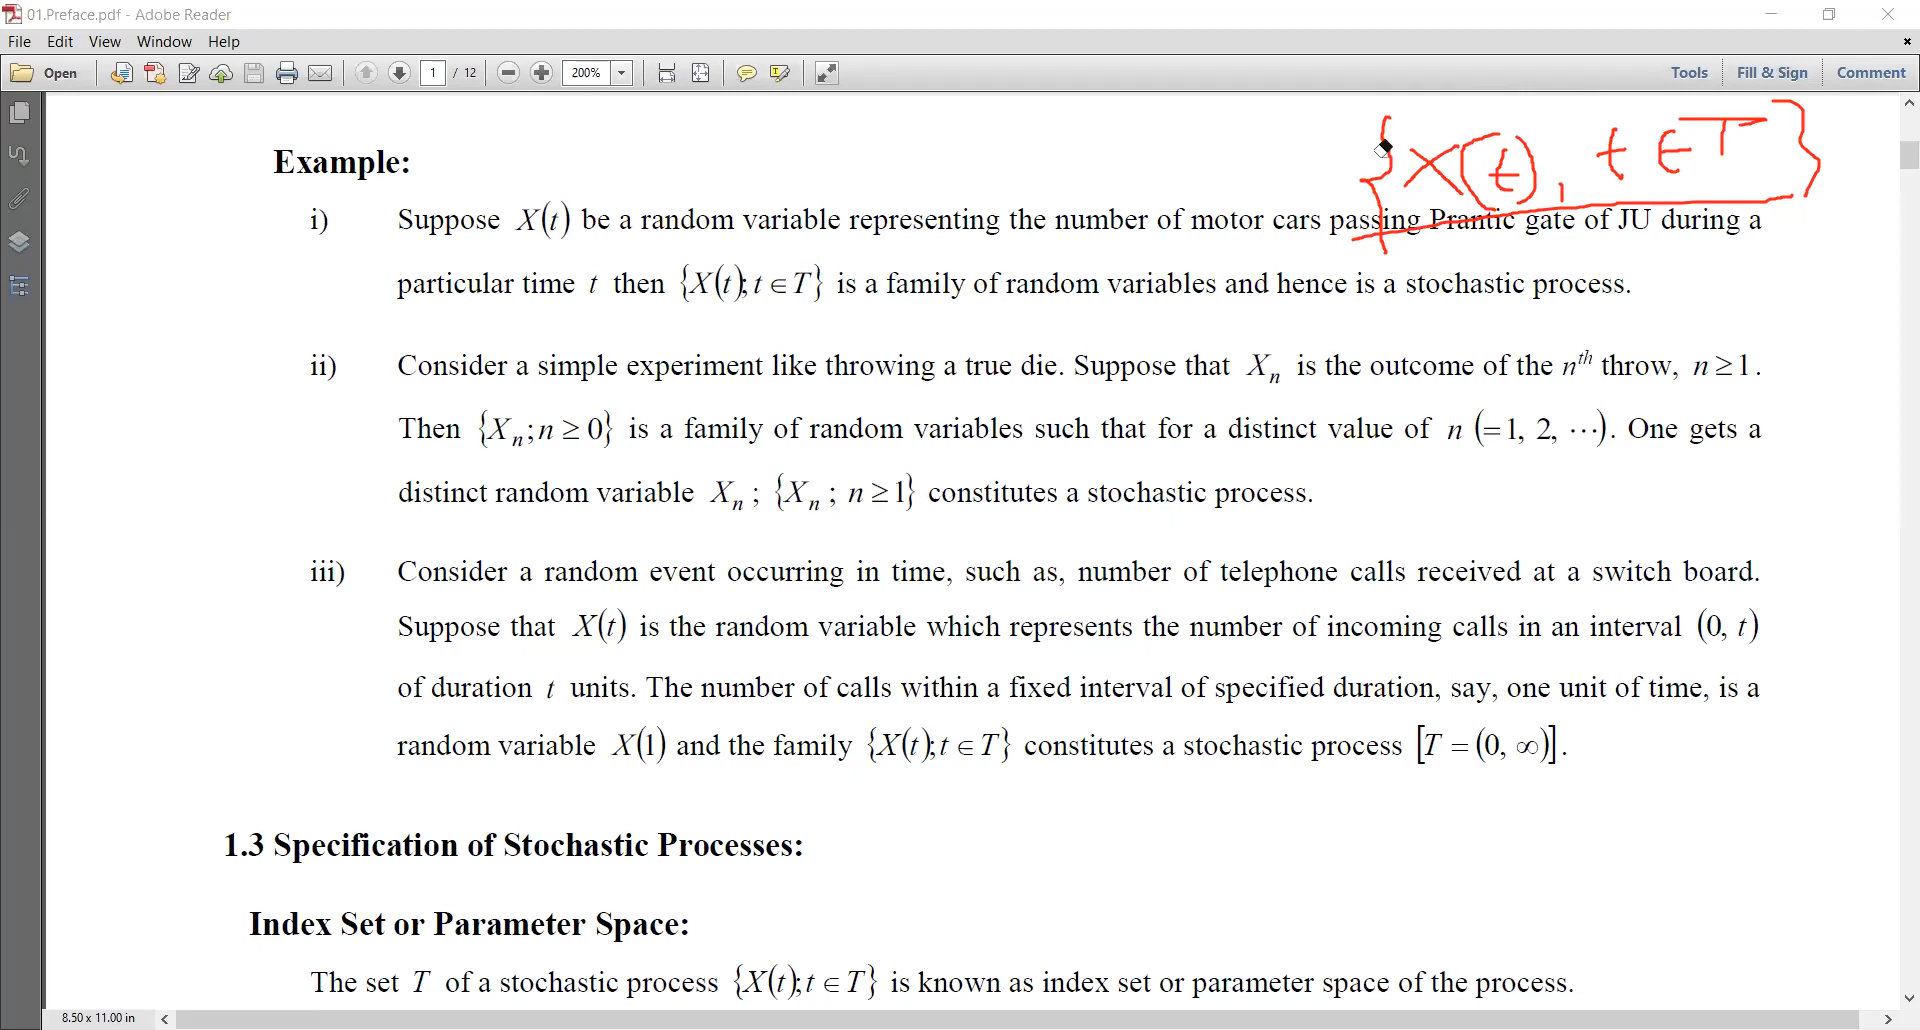 01.Preface.pdf - Adobe Reader
File Edit View Window Help
Open 1 / 12 200% Tools Fill & Sign Comment
{X(t), t ∈ T}
Example:
i) Suppose X(t) be a random variable representing the number of motor cars passing Prantic gate of JU during a
particular time t then {X(t); t ∈ T} is a family of random variables and hence is a stochastic process.
ii) Consider a simple experiment like throwing a true die. Suppose that Xₙ is the outcome of the nᵗʰ throw, n ≥ 1.
Then {Xₙ; n ≥ 0} is a family of random variables such that for a distinct value of n (=1, 2, ⋯). One gets a
distinct random variable Xₙ ; {Xₙ ; n ≥ 1} constitutes a stochastic process.
iii) Consider a random event occurring in time, such as, number of telephone calls received at a switch board.
Suppose that X(t) is the random variable which represents the number of incoming calls in an interval (0, t)
of duration t units. The number of calls within a fixed interval of specified duration, say, one unit of time, is a
random variable X(1) and the family {X(t); t ∈ T} constitutes a stochastic process [T = (0, ∞)].
1.3 Specification of Stochastic Processes:
Index Set or Parameter Space:
The set T of a stochastic process {X(t); t ∈ T} is known as index set or parameter space of the process.
8.50 x 11.00 in